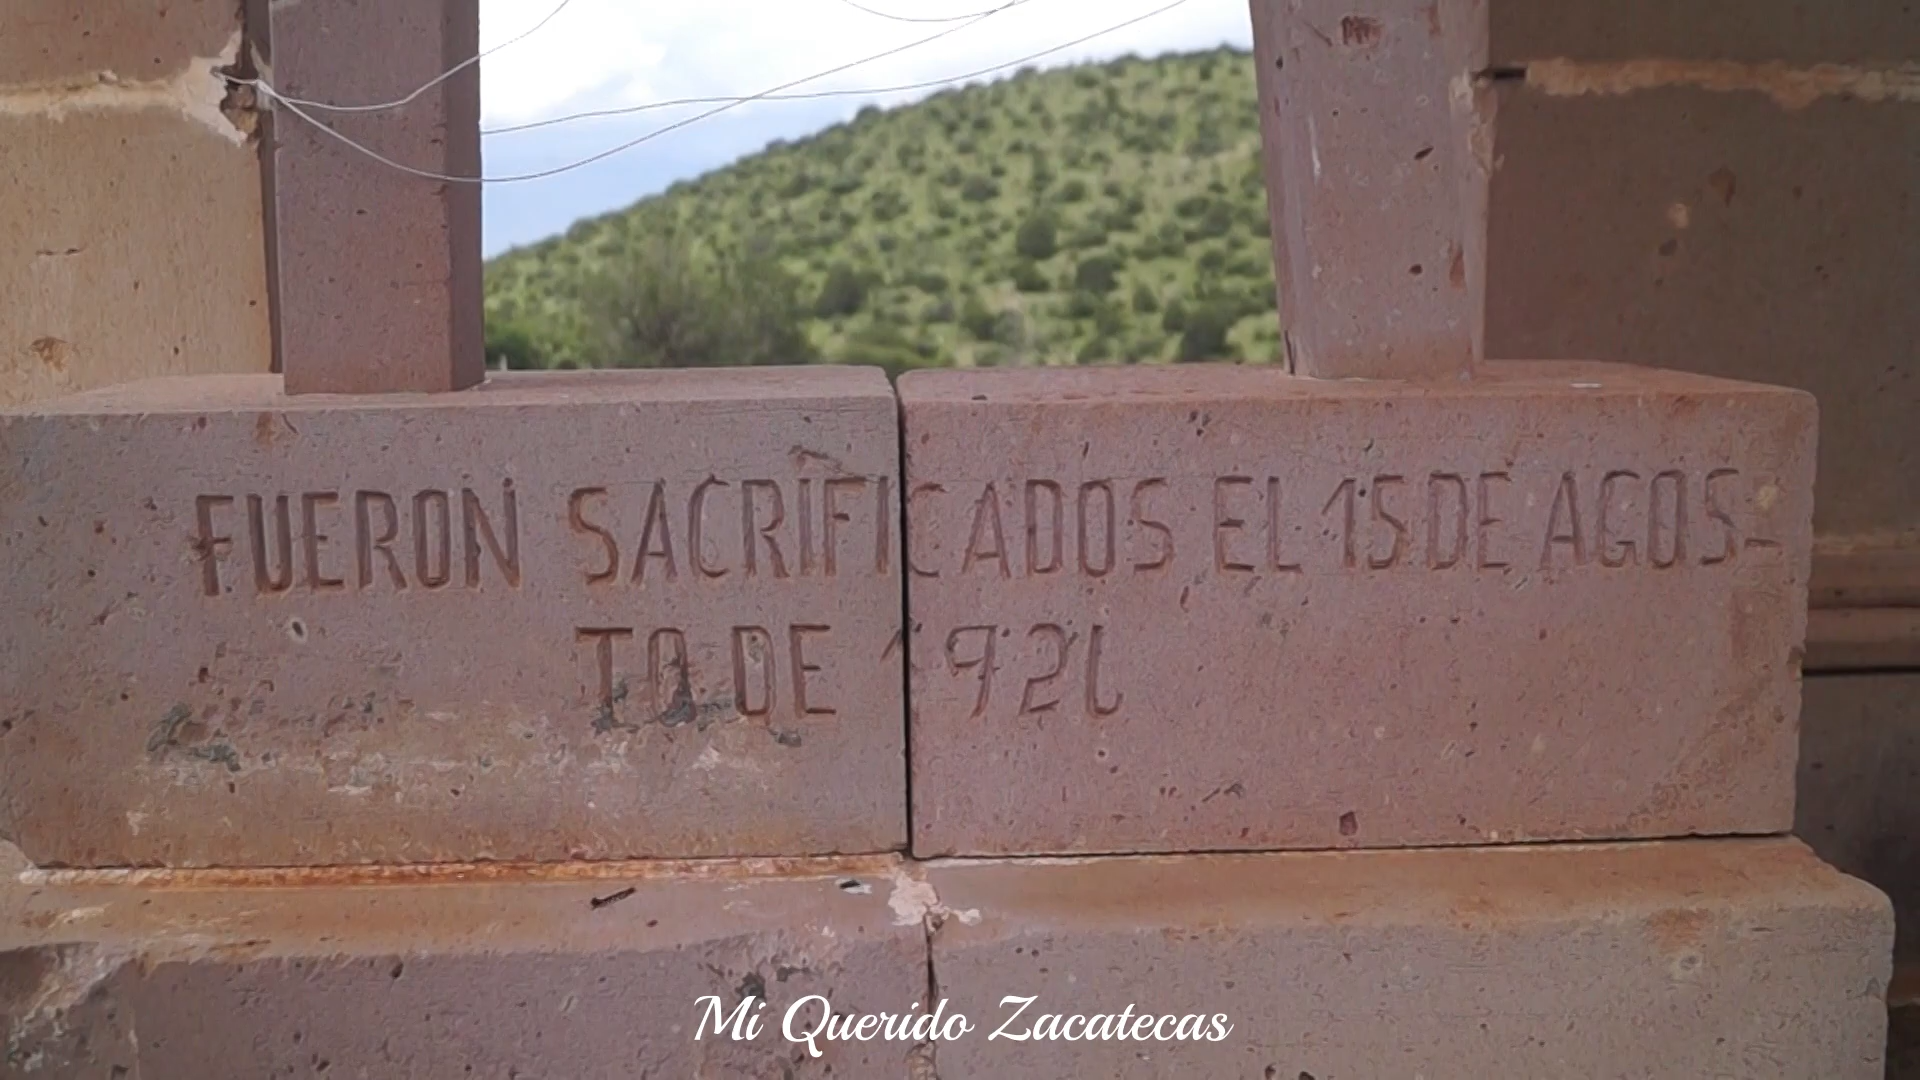 FUERON SACRIFICADOS EL 15 DE AGOS-
TO DE 1926
Mi Querido Zacatecas